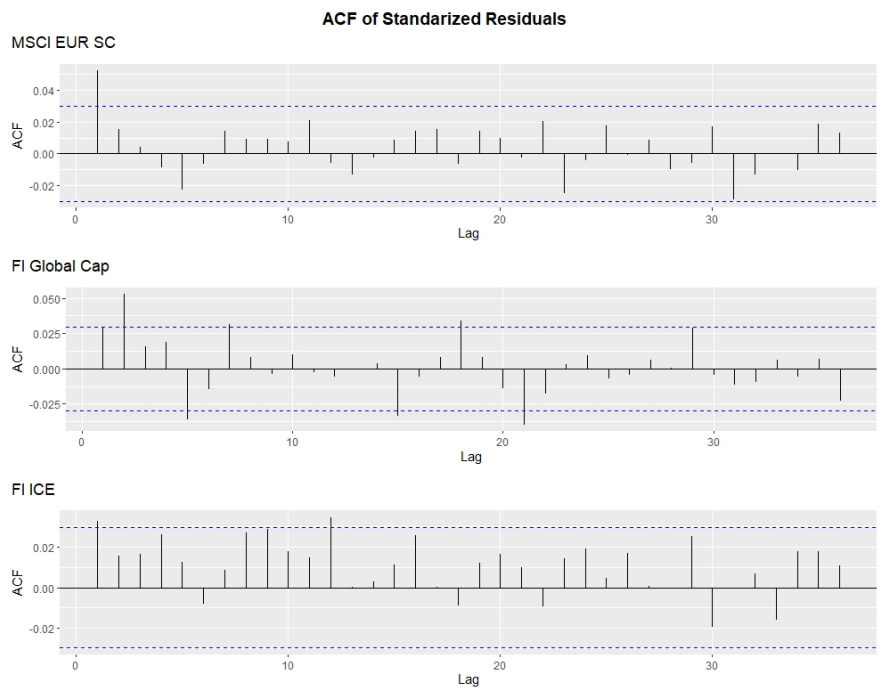 ACF of Standarized Residuals
MSCI EUR SC
0.04
0.02
0.00
-0.02
ACF
0 10 20 30
Lag
FI Global Cap
0.050
0.025
0.000
-0.025
ACF
0 10 20 30
Lag
FI ICE
0.02
0.00
-0.02
ACF
0 10 20 30
Lag